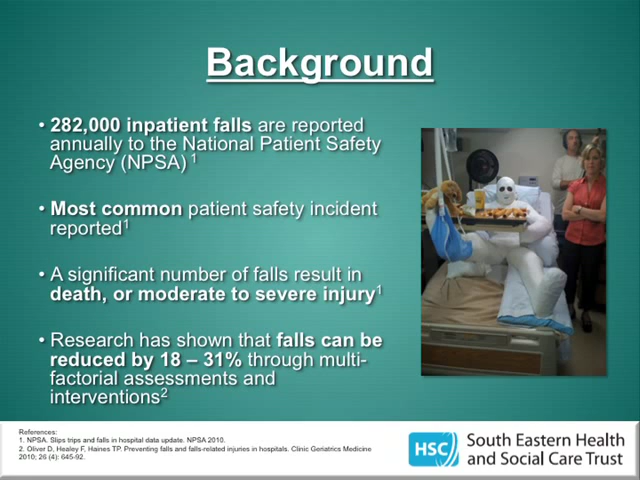 Background
• 282,000 inpatient falls are reported
annually to the National Patient Safety
Agency (NPSA) 1
• Most common patient safety incident
reported1
• A significant number of falls result in
death, or moderate to severe injury1
• Research has shown that falls can be
reduced by 18 – 31% through multi-
factorial assessments and
interventions2
References:
1. NPSA. Slips trips and falls in hospital data update. NPSA 2010.
2. Oliver D, Healey F, Haines TP. Preventing falls and falls-related injuries in hospitals. Clinic Geriatrics Medicine
2010; 26 (4): 645-92.
HSC
South Eastern Health
and Social Care Trust